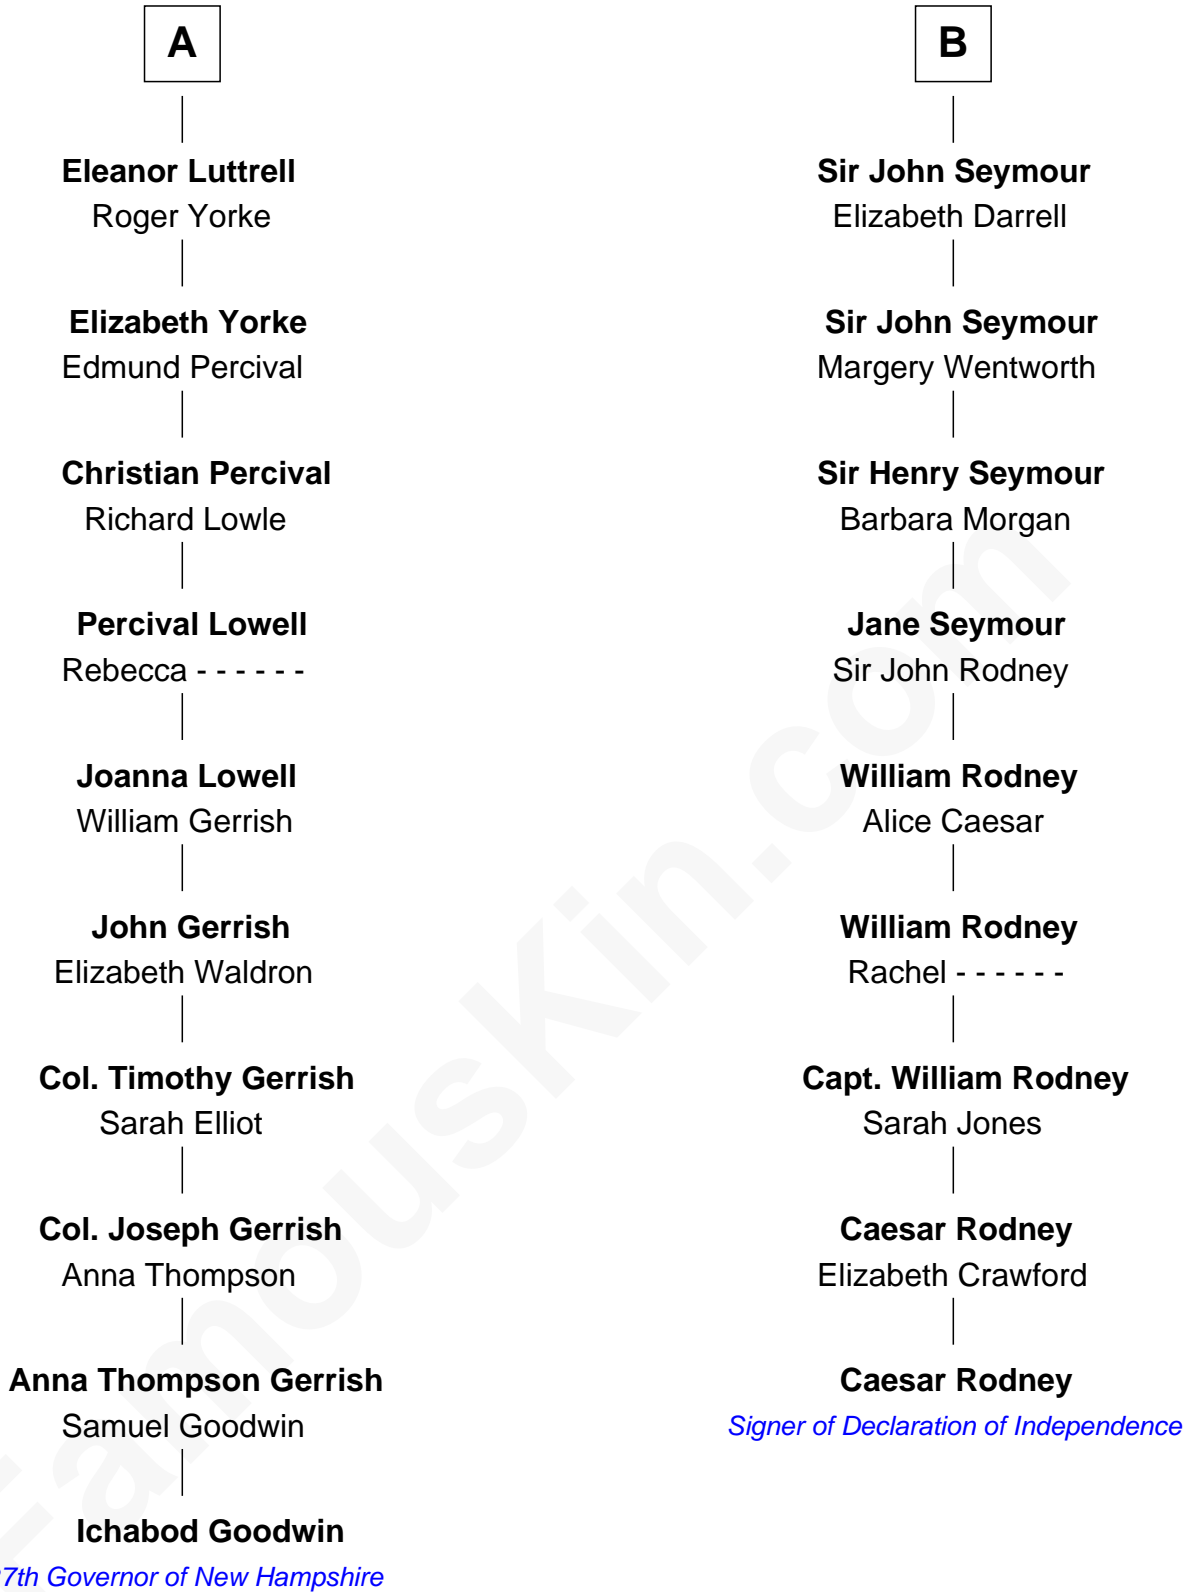 A
Eleanor Luttrell
Roger Yorke
Elizabeth Yorke
Edmund Percival
Christian Percival
Richard Lowle
Percival Lowell
Rebecca - - - - - -
Joanna Lowell
William Gerrish
John Gerrish
Elizabeth Waldron
Col. Timothy Gerrish
Sarah Elliot
Col. Joseph Gerrish
Anna Thompson
Anna Thompson Gerrish
Samuel Goodwin
Ichabod Goodwin
7th Governor of New Hampshire
B
Sir John Seymour
Elizabeth Darrell
Sir John Seymour
Margery Wentworth
Sir Henry Seymour
Barbara Morgan
Jane Seymour
Sir John Rodney
William Rodney
Alice Caesar
William Rodney
Rachel - - - - - -
Capt. William Rodney
Sarah Jones
Caesar Rodney
Elizabeth Crawford
Caesar Rodney
Signer of Declaration of Independence
FamousKin.com